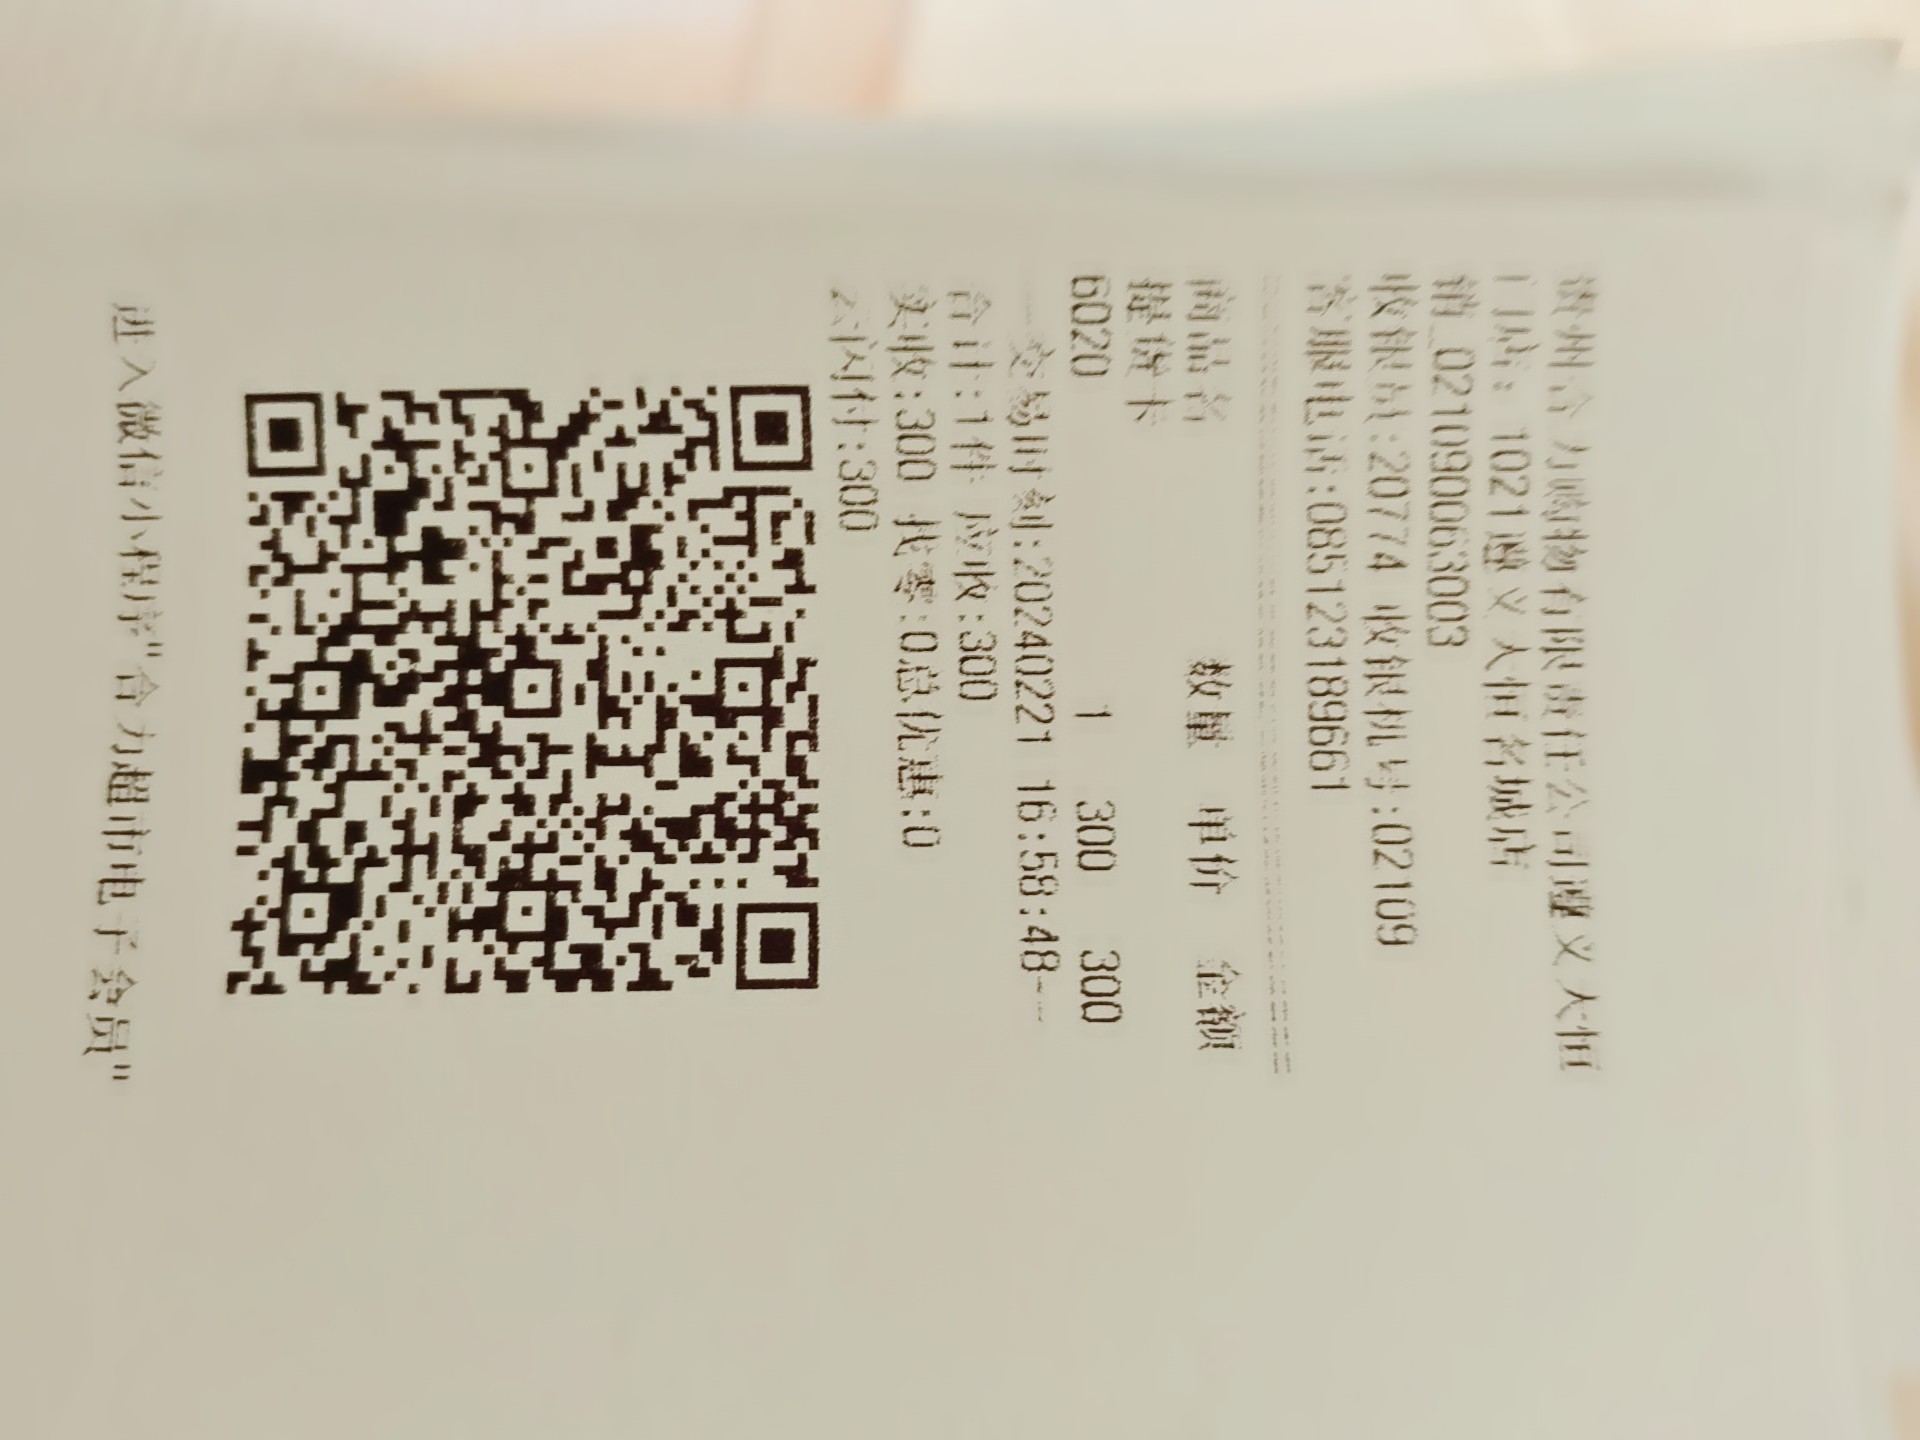 贵州合力购物有限责任公司遵义人恒
门店: 1021遵义人恒名城店
销_021090063003
收银员:20774 收银机号:02109
客服电话:085123189661
商品名 数量 单价 金额
提货卡
6020 1 300 300
交易时刻:20240221 16:58:48
合计:1件 应收:300
实收:300 找零:0总优惠:0
云闪付:300
进入微信小程序"合力超市电子会员"